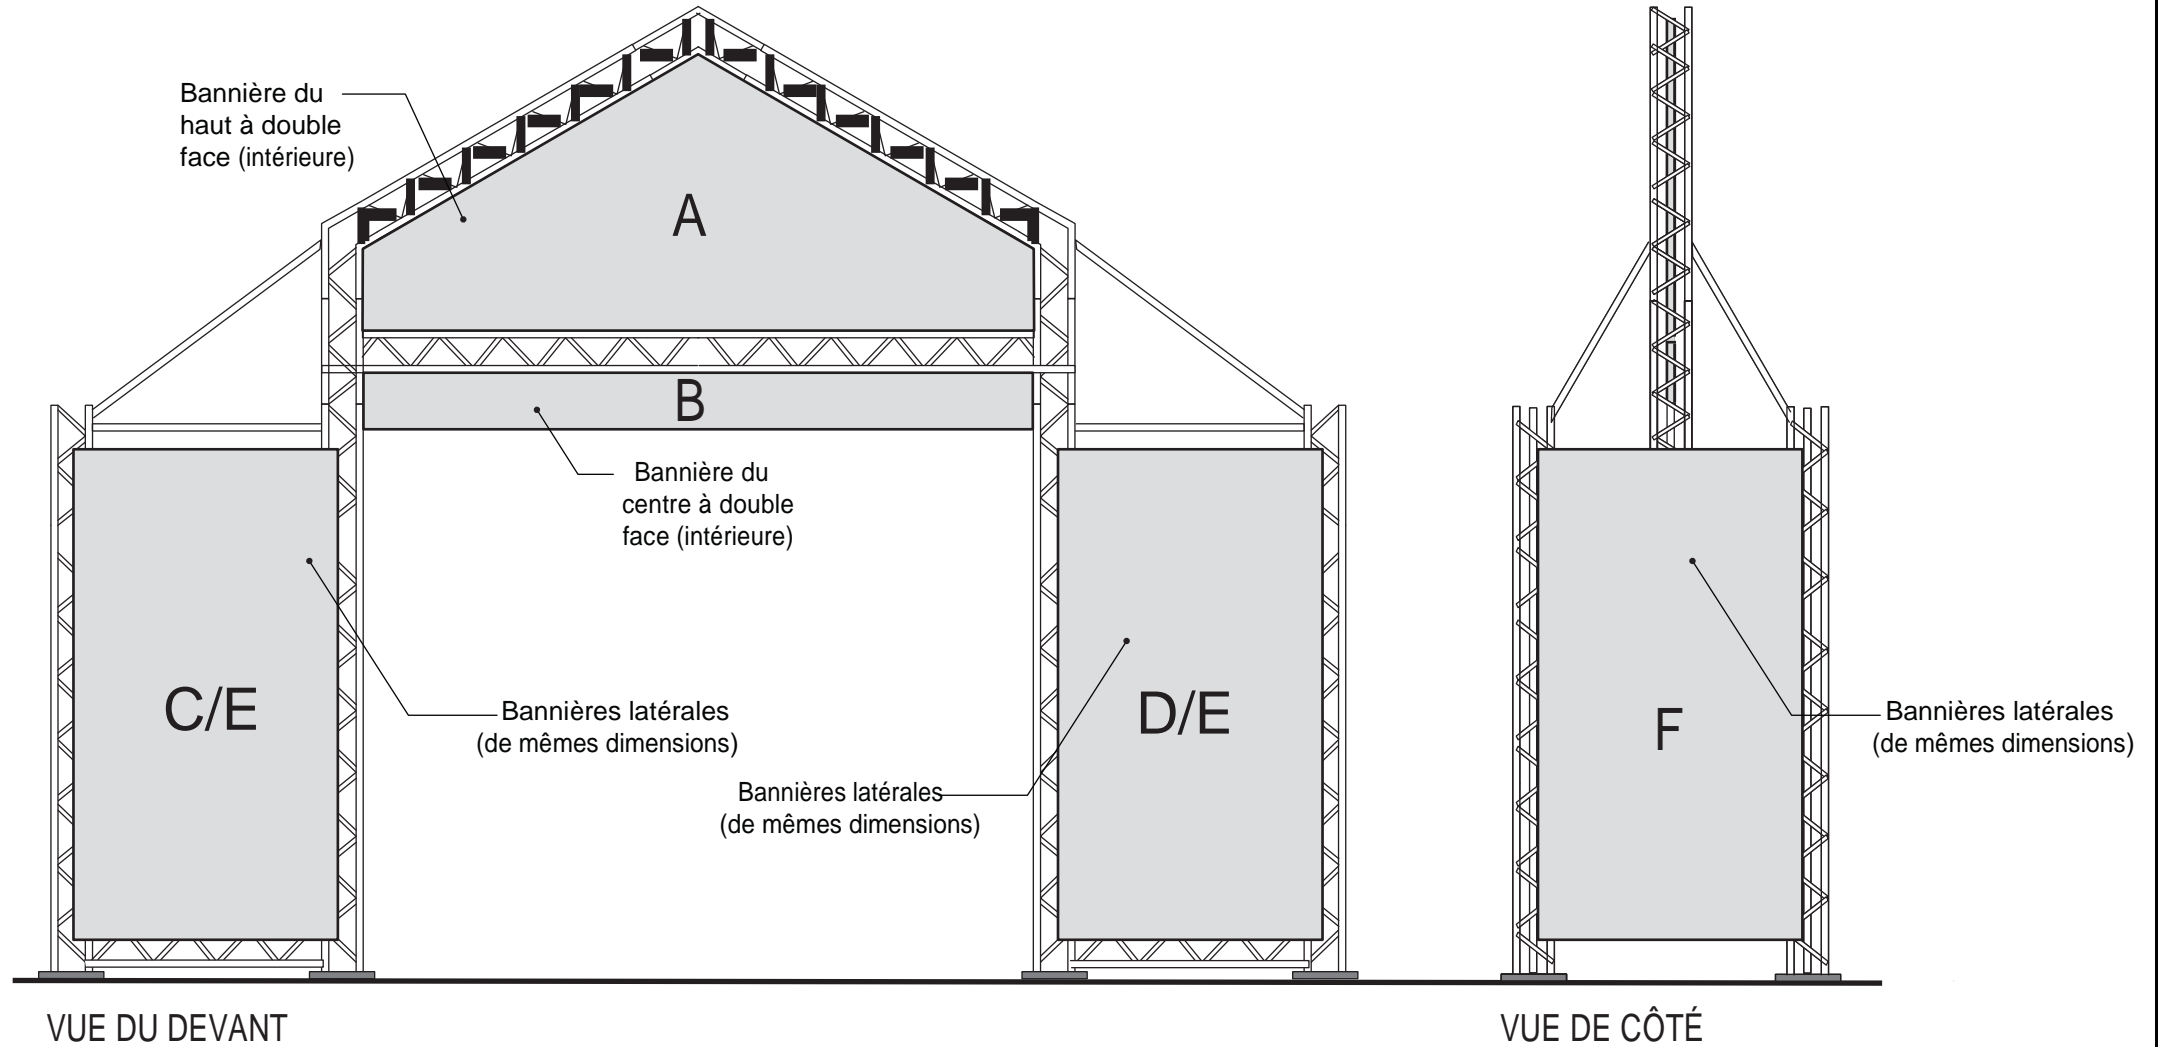 Bannière du
haut à double
face (intérieure)
A
B
Bannière du
centre à double
face (intérieure)
C/E
Bannières latérales
(de mêmes dimensions)
D/E
Bannières latérales
(de mêmes dimensions)
F
Bannières latérales
(de mêmes dimensions)
VUE DU DEVANT
VUE DE CÔTÉ